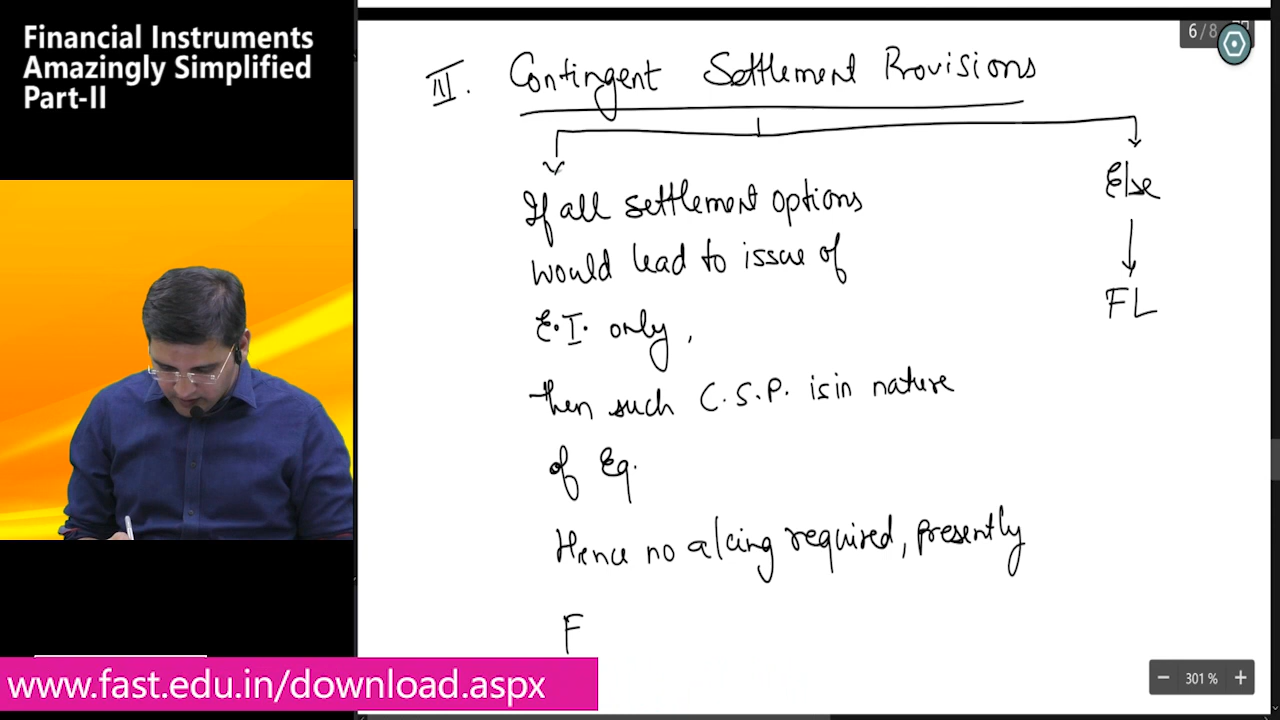 Financial Instruments
Amazingly Simplified
Part-II
6 / 8
III. Contingent Settlement Provisions
If all settlement options
would lead to issue of
E.I. only,
then such C.S.P. is in nature
of Eq.
Hence no a/cing required, presently
F
Else
FL
www.fast.edu.in/download.aspx
301 %